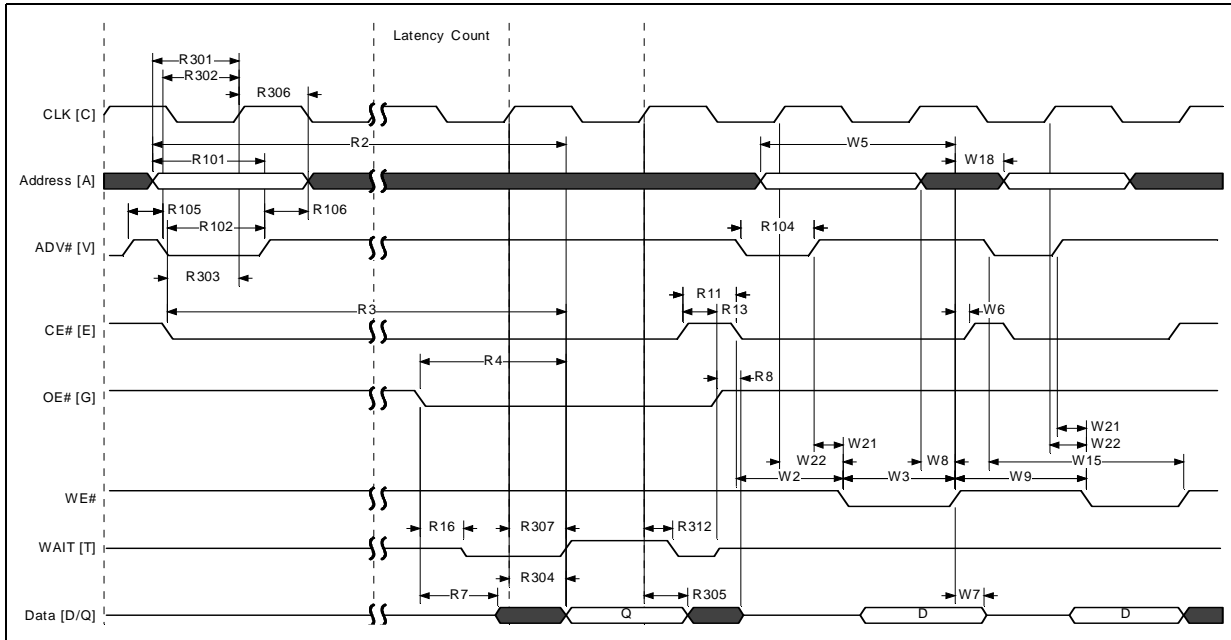 Latency Count
R301
R302
R306
CLK [C]
R2
W5
R101
W18
Address [A]
R105
R106
R102
R104
ADV# [V]
R303
R11
R3
R13
W6
CE# [E]
R4
R8
OE# [G]
W21
W21
W22
W22
W8
W15
W2
W3
W9
WE#
R16
R307
R312
WAIT [T]
R304
R7
R305
W7
Data [D/Q]
Q
D
D